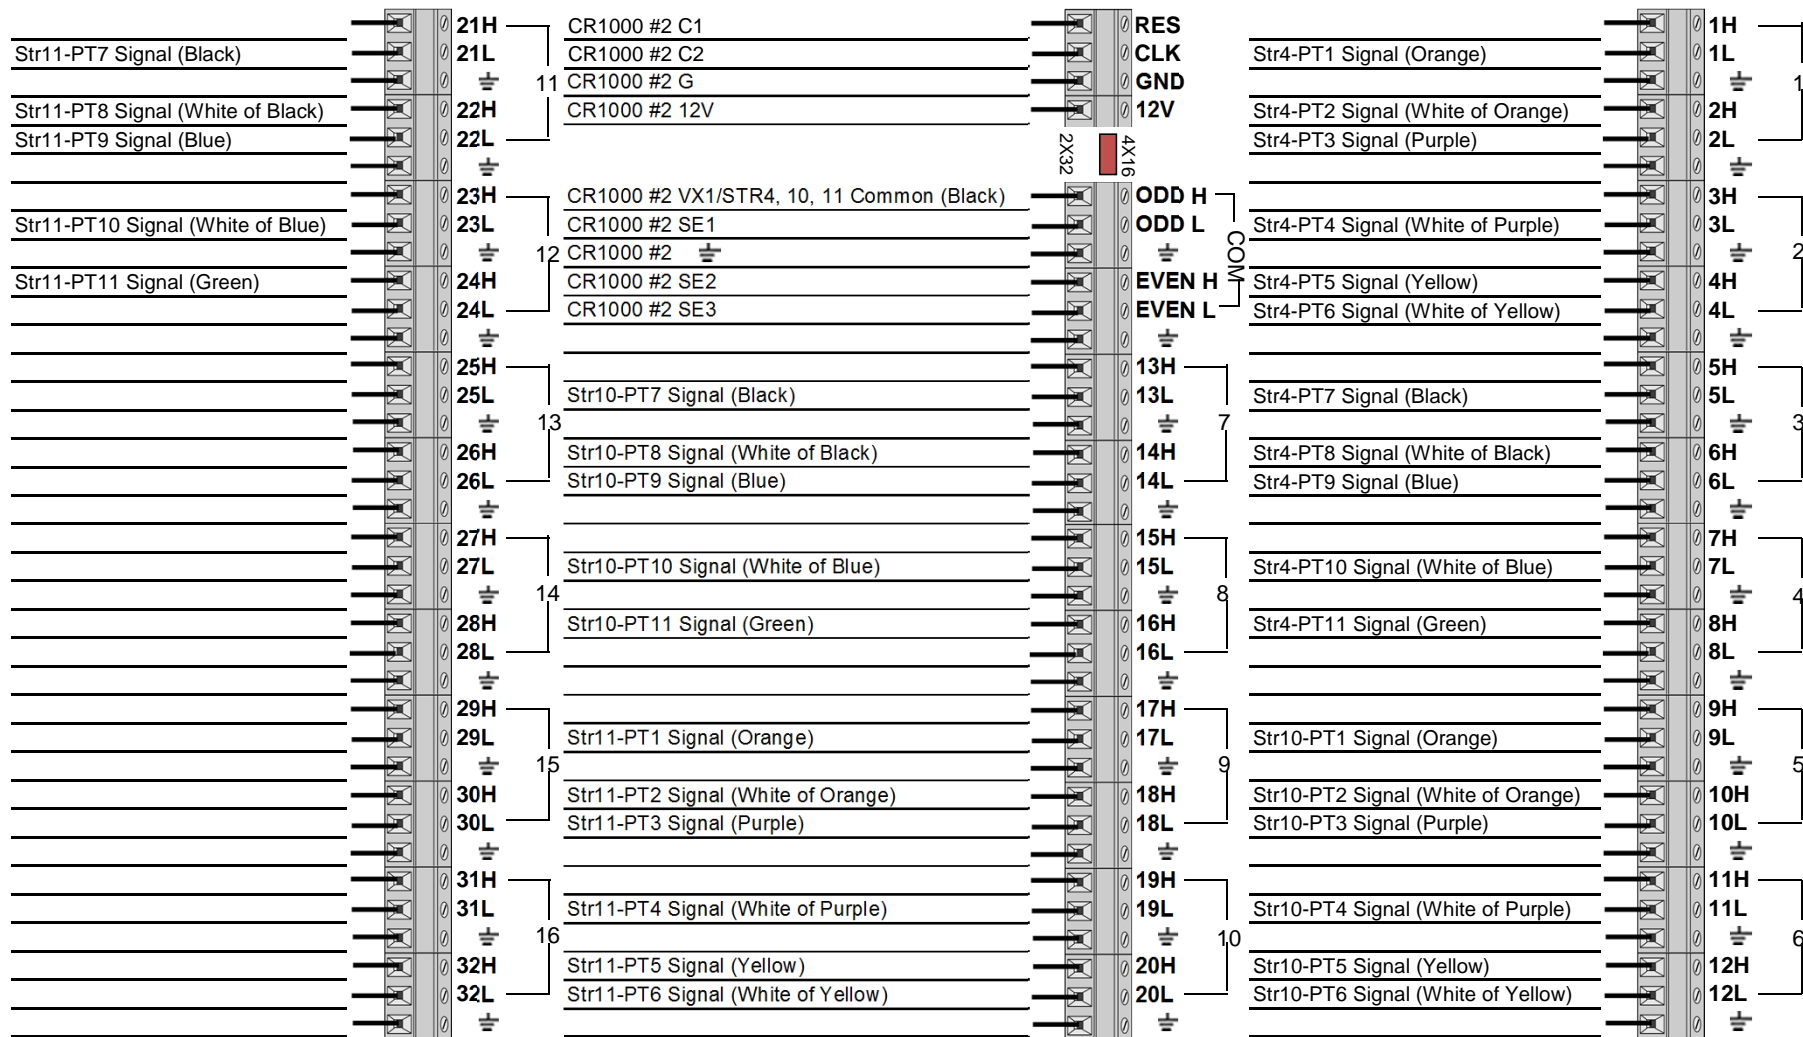 21H
Str11-PT7 Signal (Black) 21L
11
Str11-PT8 Signal (White of Black) 22H
Str11-PT9 Signal (Blue) 22L
23H
Str11-PT10 Signal (White of Blue) 23L
12
Str11-PT11 Signal (Green) 24H
24L
25H
25L
13
26H
26L
27H
27L
14
28H
28L
29H
29L
15
30H
30L
31H
31L
16
32H
32L
CR1000 #2 C1 RES
CR1000 #2 C2 CLK
CR1000 #2 G GND
CR1000 #2 12V 12V
2X32 4X16
CR1000 #2 VX1/STR4, 10, 11 Common (Black) ODD H
CR1000 #2 SE1 ODD L
CR1000 #2
COM
CR1000 #2 SE2 EVEN H
CR1000 #2 SE3 EVEN L
13H
Str10-PT7 Signal (Black) 13L
7
Str10-PT8 Signal (White of Black) 14H
Str10-PT9 Signal (Blue) 14L
15H
Str10-PT10 Signal (White of Blue) 15L
8
Str10-PT11 Signal (Green) 16H
16L
17H
Str11-PT1 Signal (Orange) 17L
9
Str11-PT2 Signal (White of Orange) 18H
Str11-PT3 Signal (Purple) 18L
19H
Str11-PT4 Signal (White of Purple) 19L
10
Str11-PT5 Signal (Yellow) 20H
Str11-PT6 Signal (White of Yellow) 20L
1H
Str4-PT1 Signal (Orange) 1L
1
Str4-PT2 Signal (White of Orange) 2H
Str4-PT3 Signal (Purple) 2L
3H
Str4-PT4 Signal (White of Purple) 3L
2
Str4-PT5 Signal (Yellow) 4H
Str4-PT6 Signal (White of Yellow) 4L
5H
Str4-PT7 Signal (Black) 5L
3
Str4-PT8 Signal (White of Black) 6H
Str4-PT9 Signal (Blue) 6L
7H
Str4-PT10 Signal (White of Blue) 7L
4
Str4-PT11 Signal (Green) 8H
8L
9H
Str10-PT1 Signal (Orange) 9L
5
Str10-PT2 Signal (White of Orange) 10H
Str10-PT3 Signal (Purple) 10L
11H
Str10-PT4 Signal (White of Purple) 11L
6
Str10-PT5 Signal (Yellow) 12H
Str10-PT6 Signal (White of Yellow) 12L